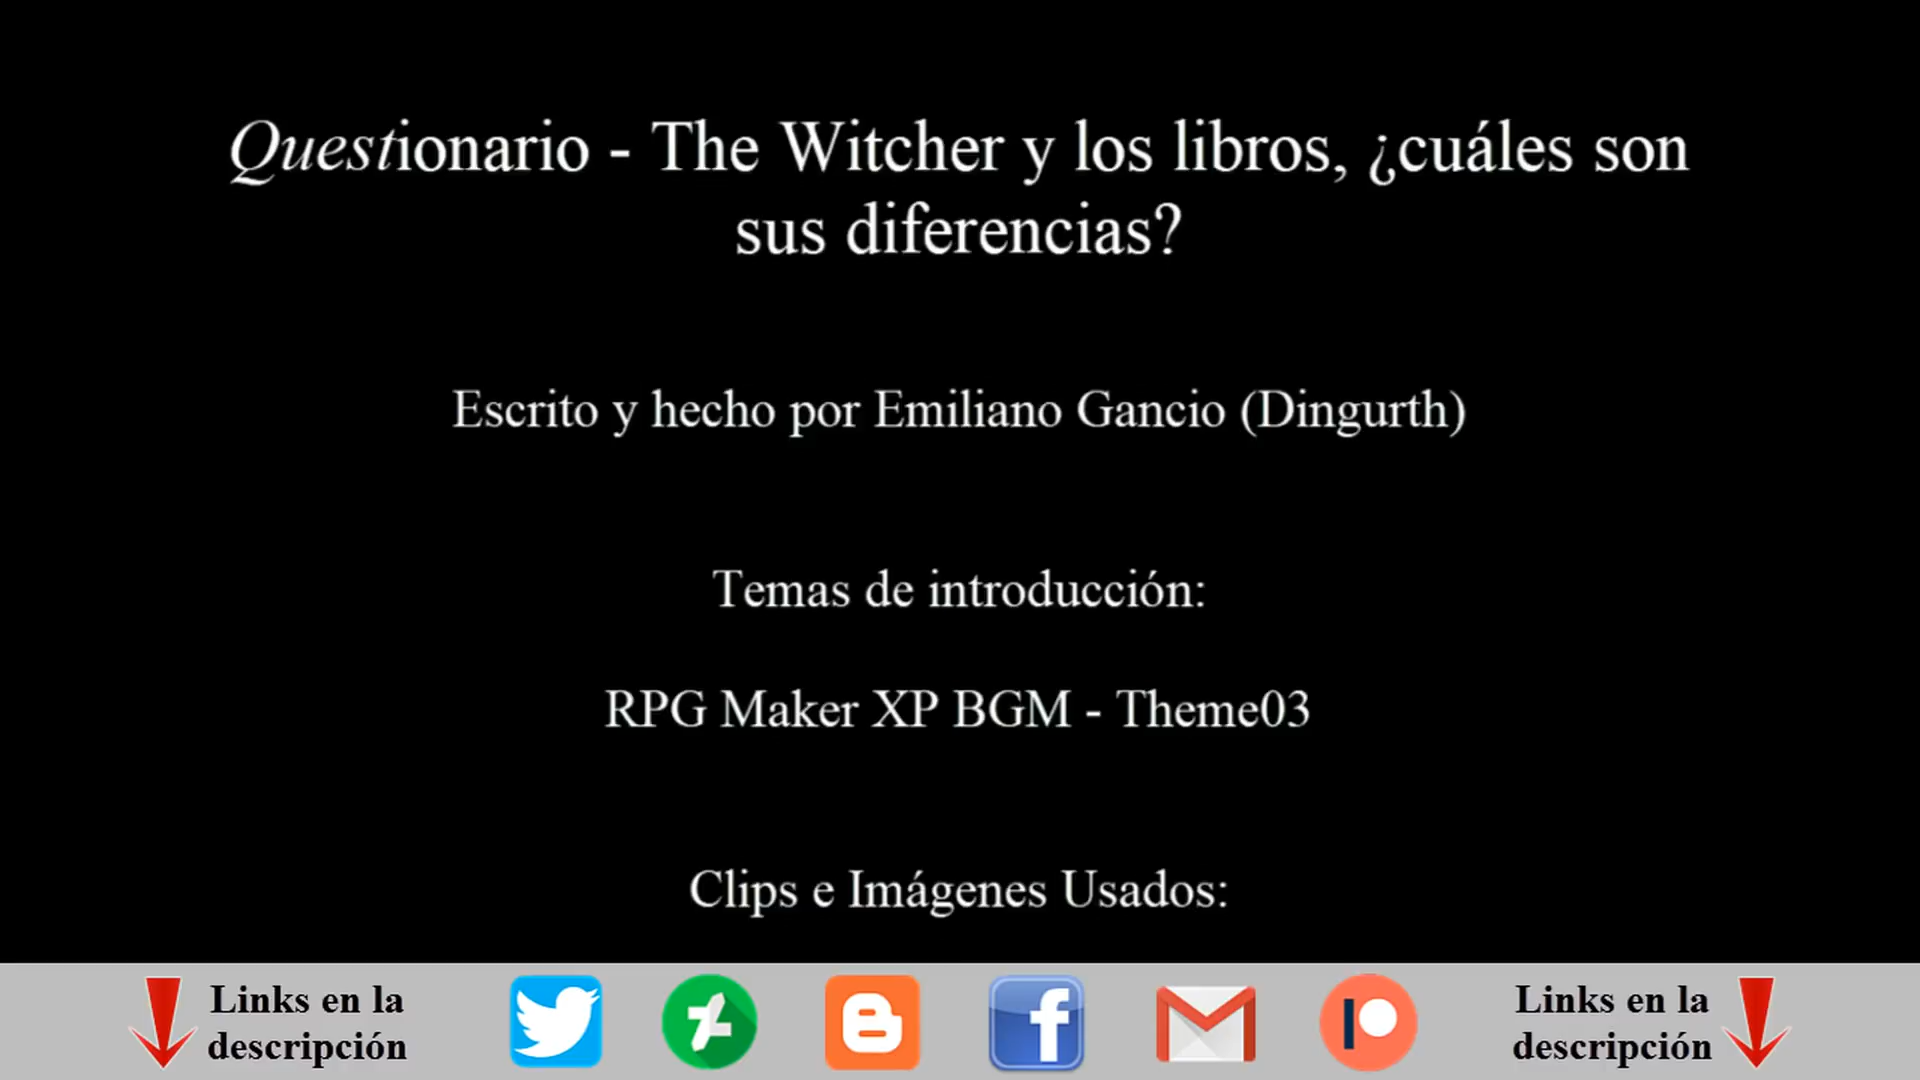 Questionario - The Witcher y los libros, ¿cuáles son
sus diferencias?
Escrito y hecho por Emiliano Gancio (Dingurth)
Temas de introducción:
RPG Maker XP BGM - Theme03
Clips e Imágenes Usados:
Links en la
descripción
Links en la
descripción